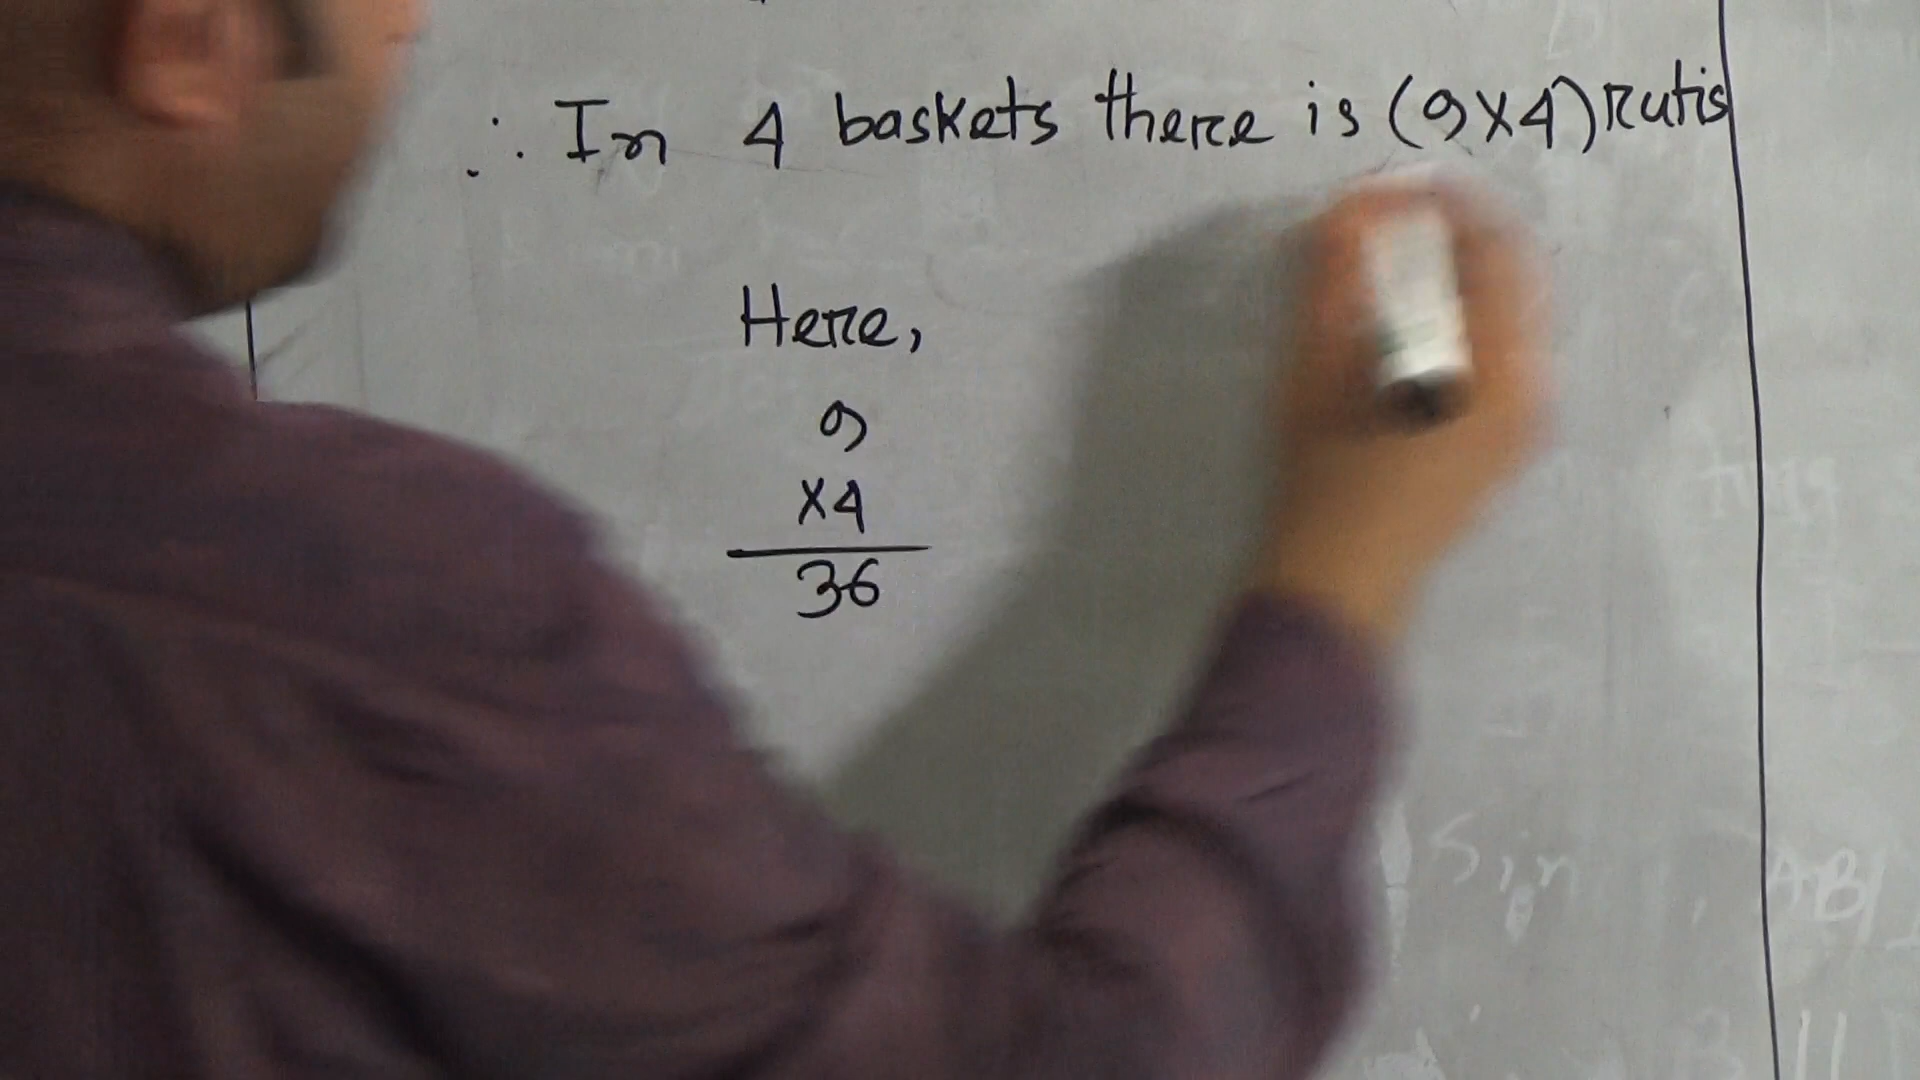 ∴ In 4 baskets there is (9×4) rutis
Here,
9
×4
36